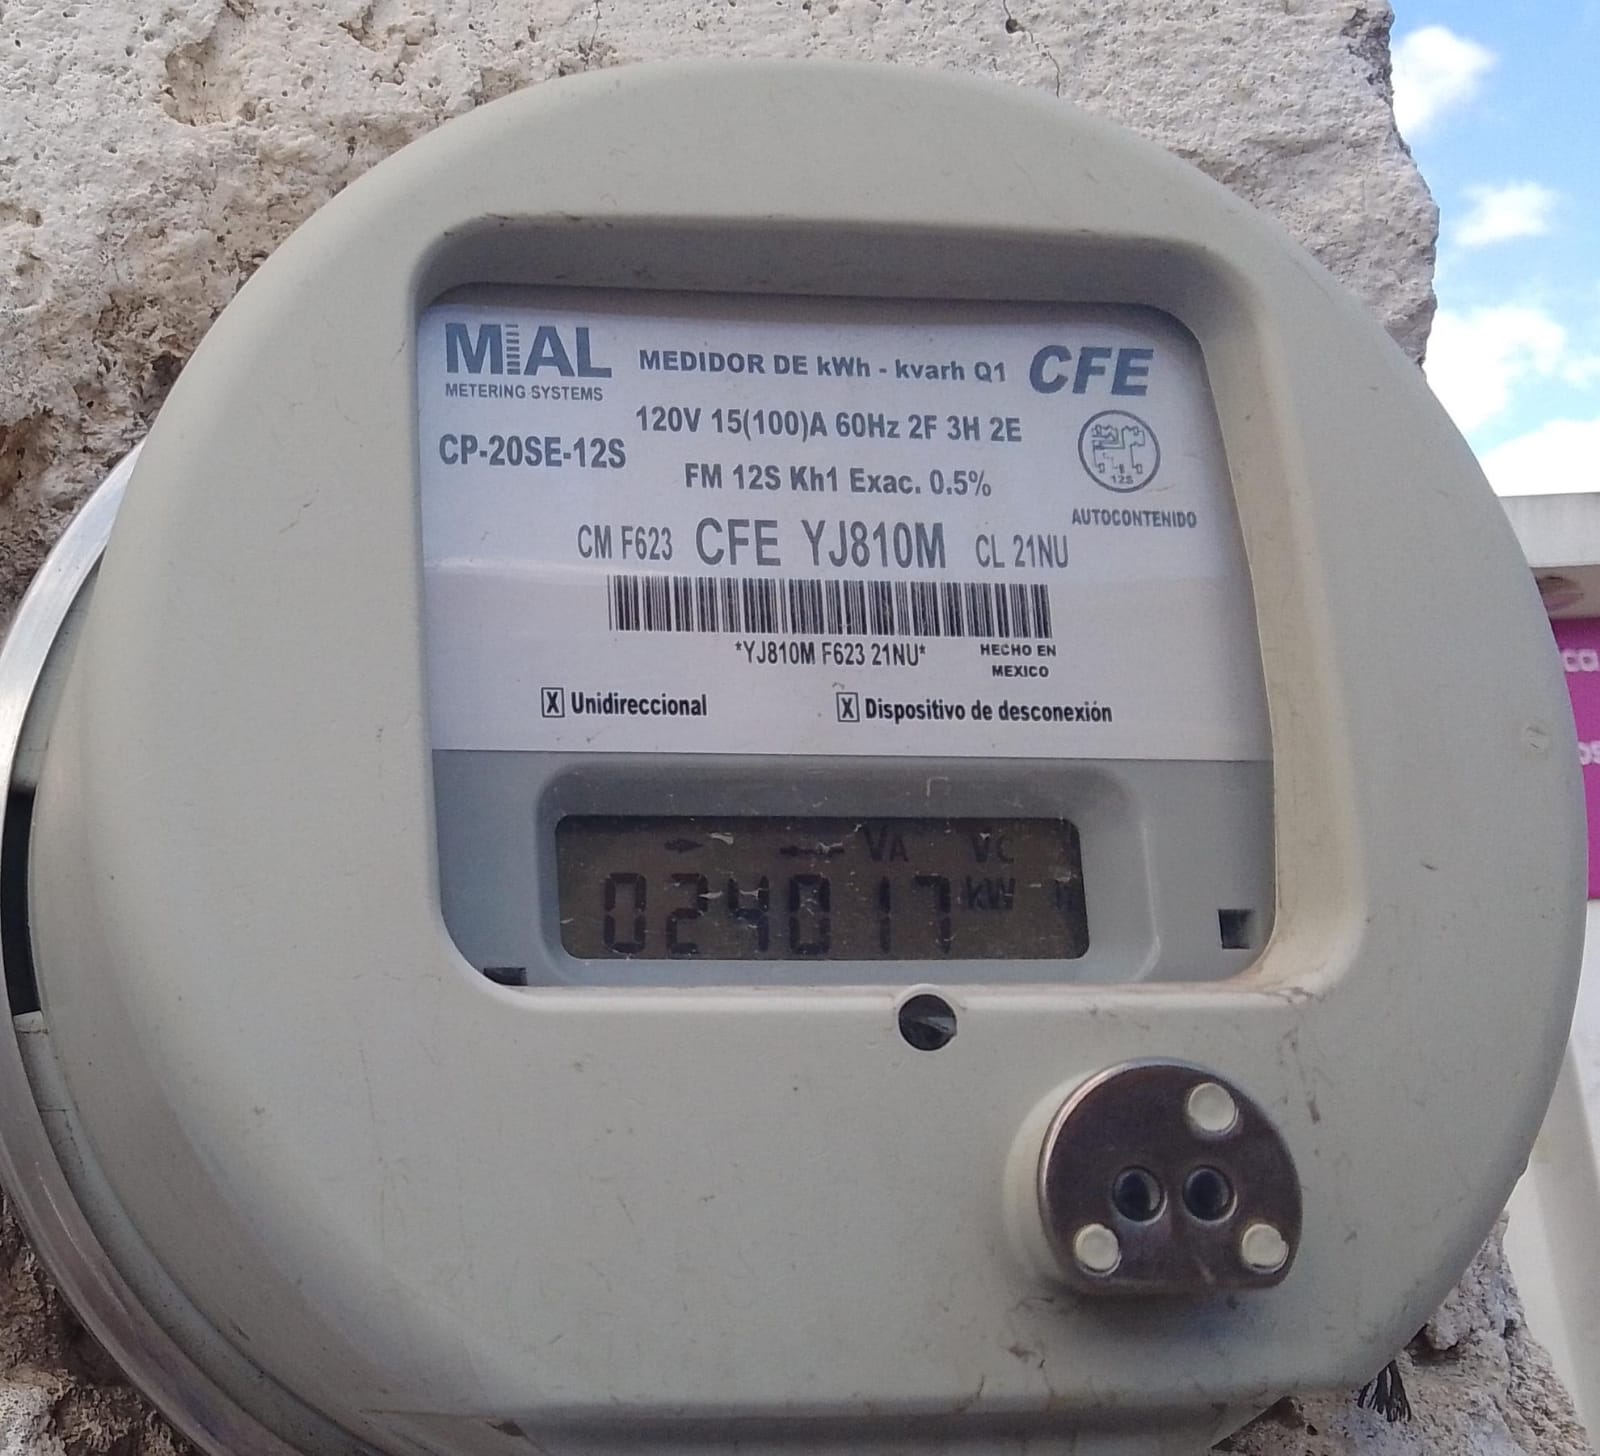 MIAL
METERING SYSTEMS
MEDIDOR DE kWh - kvarh Q1
CFE
120V 15(100)A 60Hz 2F 3H 2E
CP-20SE-12S
FM 12S Kh1 Exac. 0.5%
12S
AUTOCONTENIDO
CM F623 CFE YJ810M CL 21NU
*YJ810M F623 21NU*
HECHO EN
MEXICO
X Unidireccional
X Dispositivo de desconexión
VA VC
024017 kW h
ca
os